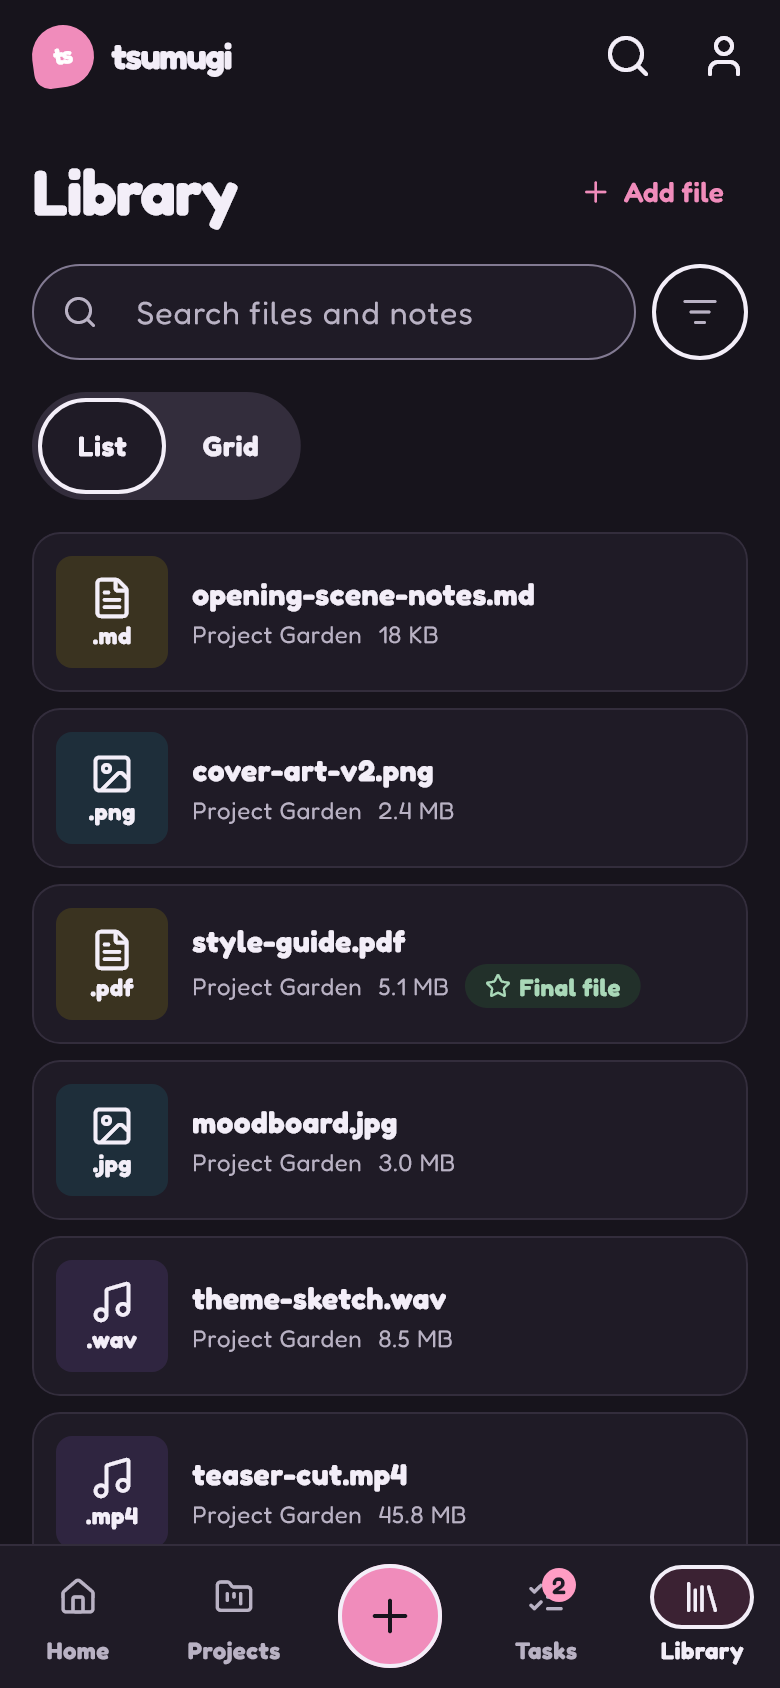 ts tsumugi
Library
Add file
Search files and notes
List Grid
.md
opening-scene-notes.md
Project Garden 18 KB
.png
cover-art-v2.png
Project Garden 2.4 MB
.pdf
style-guide.pdf
Project Garden 5.1 MB Final file
.jpg
moodboard.jpg
Project Garden 3.0 MB
.wav
theme-sketch.wav
Project Garden 8.5 MB
.mp4
teaser-cut.mp4
Project Garden 45.8 MB
2
Home Projects Tasks Library